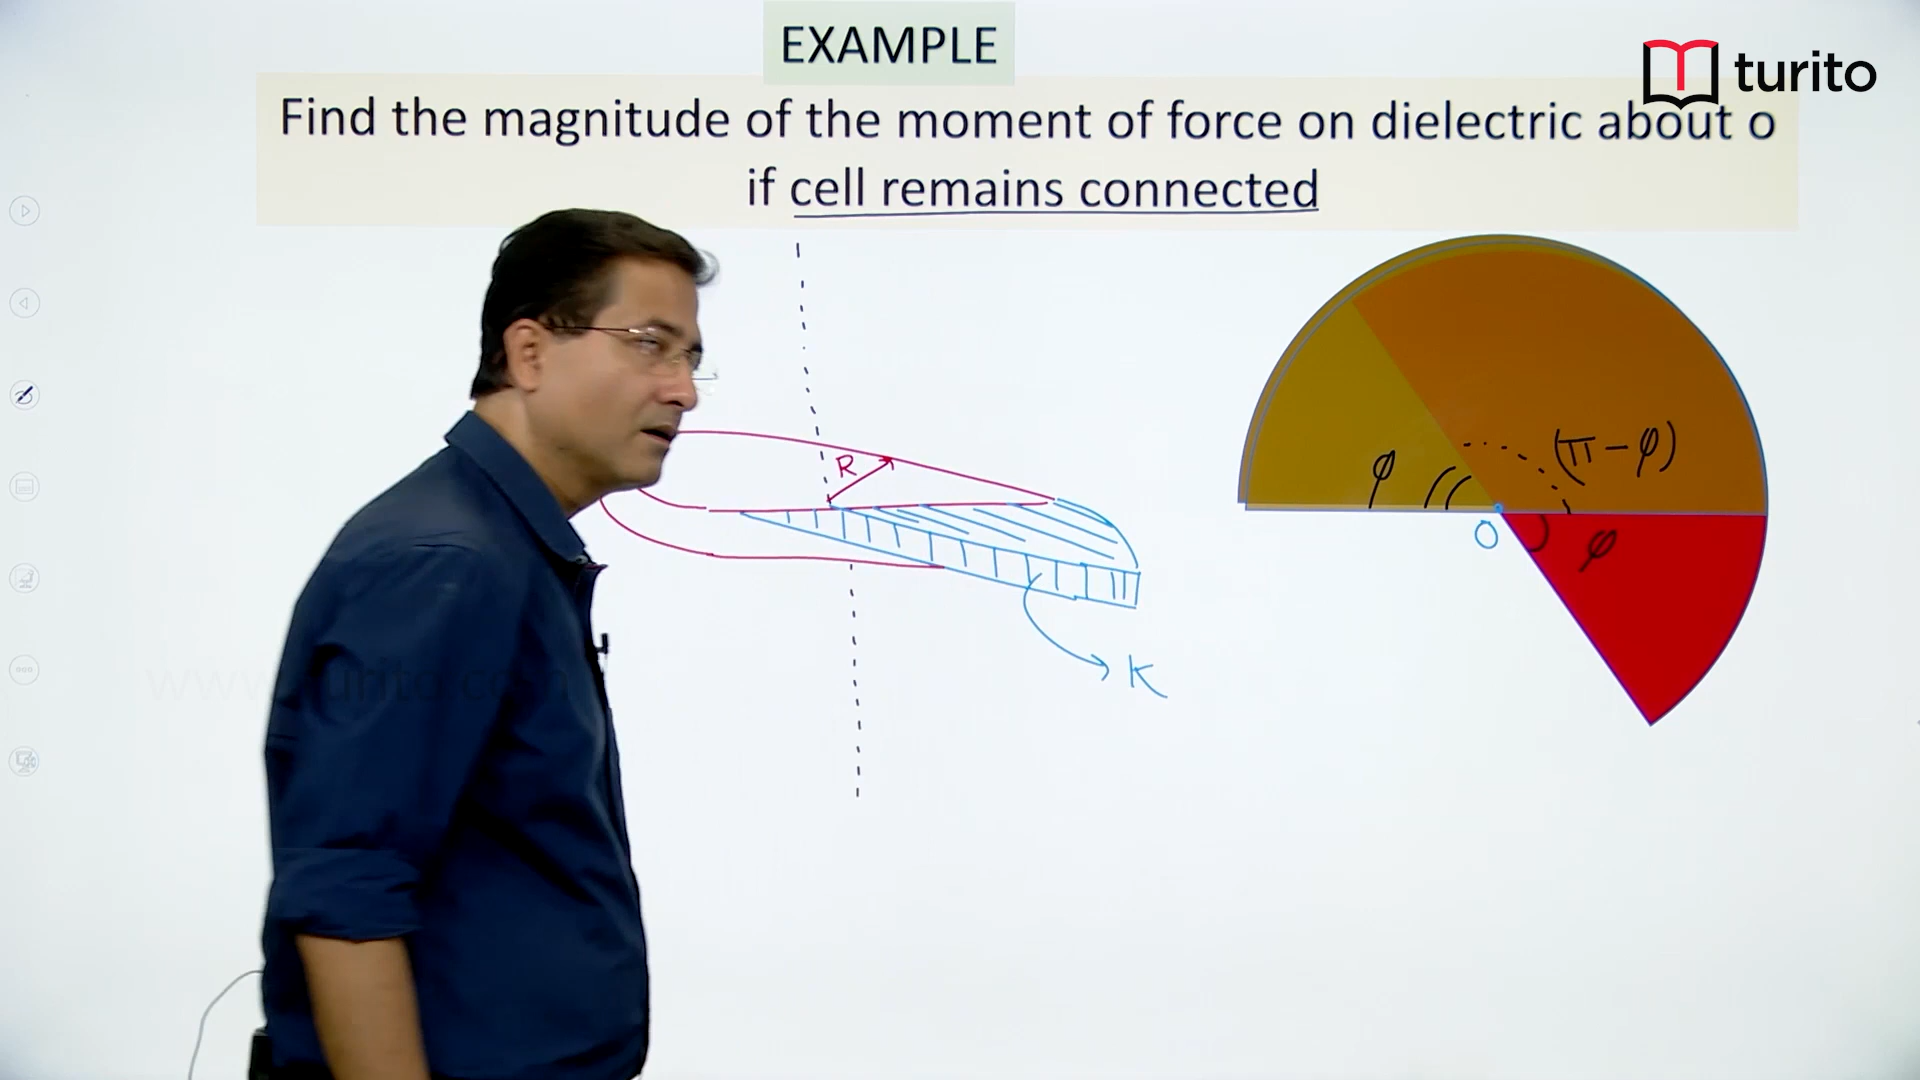 EXAMPLE
turito
Find the magnitude of the moment of force on dielectric about o
if cell remains connected
R
K
φ
(π-φ)
O
φ